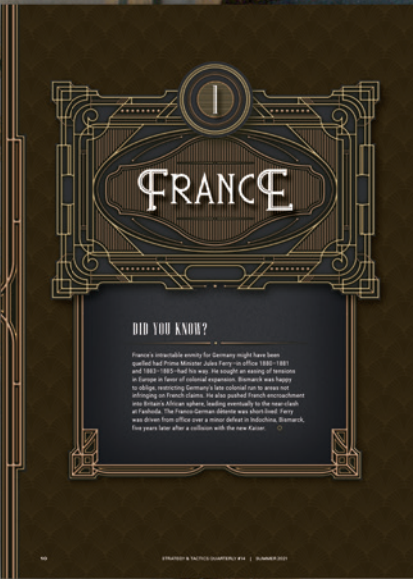 I
FRANCE
DID YOU KNOW?
France's intractable enmity for Germany might have been
quelled had Prime Minister Jules Ferry—in office 1880–1881
and 1883–1885—had his way. He sought an easing of tensions
in Europe in favor of colonial expansion. Bismarck was happy
to oblige, restricting Germany's late colonial run to areas not
infringing on French claims. He also pushed French encroachment
into Britain's African sphere, leading eventually to the near-clash
at Fashoda. The Franco-German détente was short-lived: Ferry
was driven from office over a minor defeat in Indochina, Bismarck,
five years later after a collision with the new Kaiser.
STRATEGY & TACTICS QUARTERLY #14 | SUMMER 2021